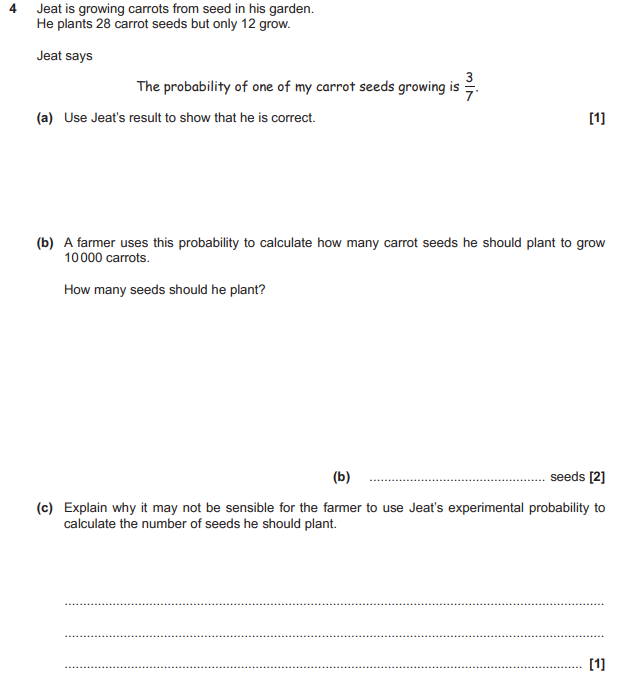 4 Jeat is growing carrots from seed in his garden.
He plants 28 carrot seeds but only 12 grow.
Jeat says
The probability of one of my carrot seeds growing is 3/7.
(a) Use Jeat's result to show that he is correct. [1]
(b) A farmer uses this probability to calculate how many carrot seeds he should plant to grow
10 000 carrots.
How many seeds should he plant?
(b) ................................................ seeds [2]
(c) Explain why it may not be sensible for the farmer to use Jeat's experimental probability to
calculate the number of seeds he should plant.
[1]